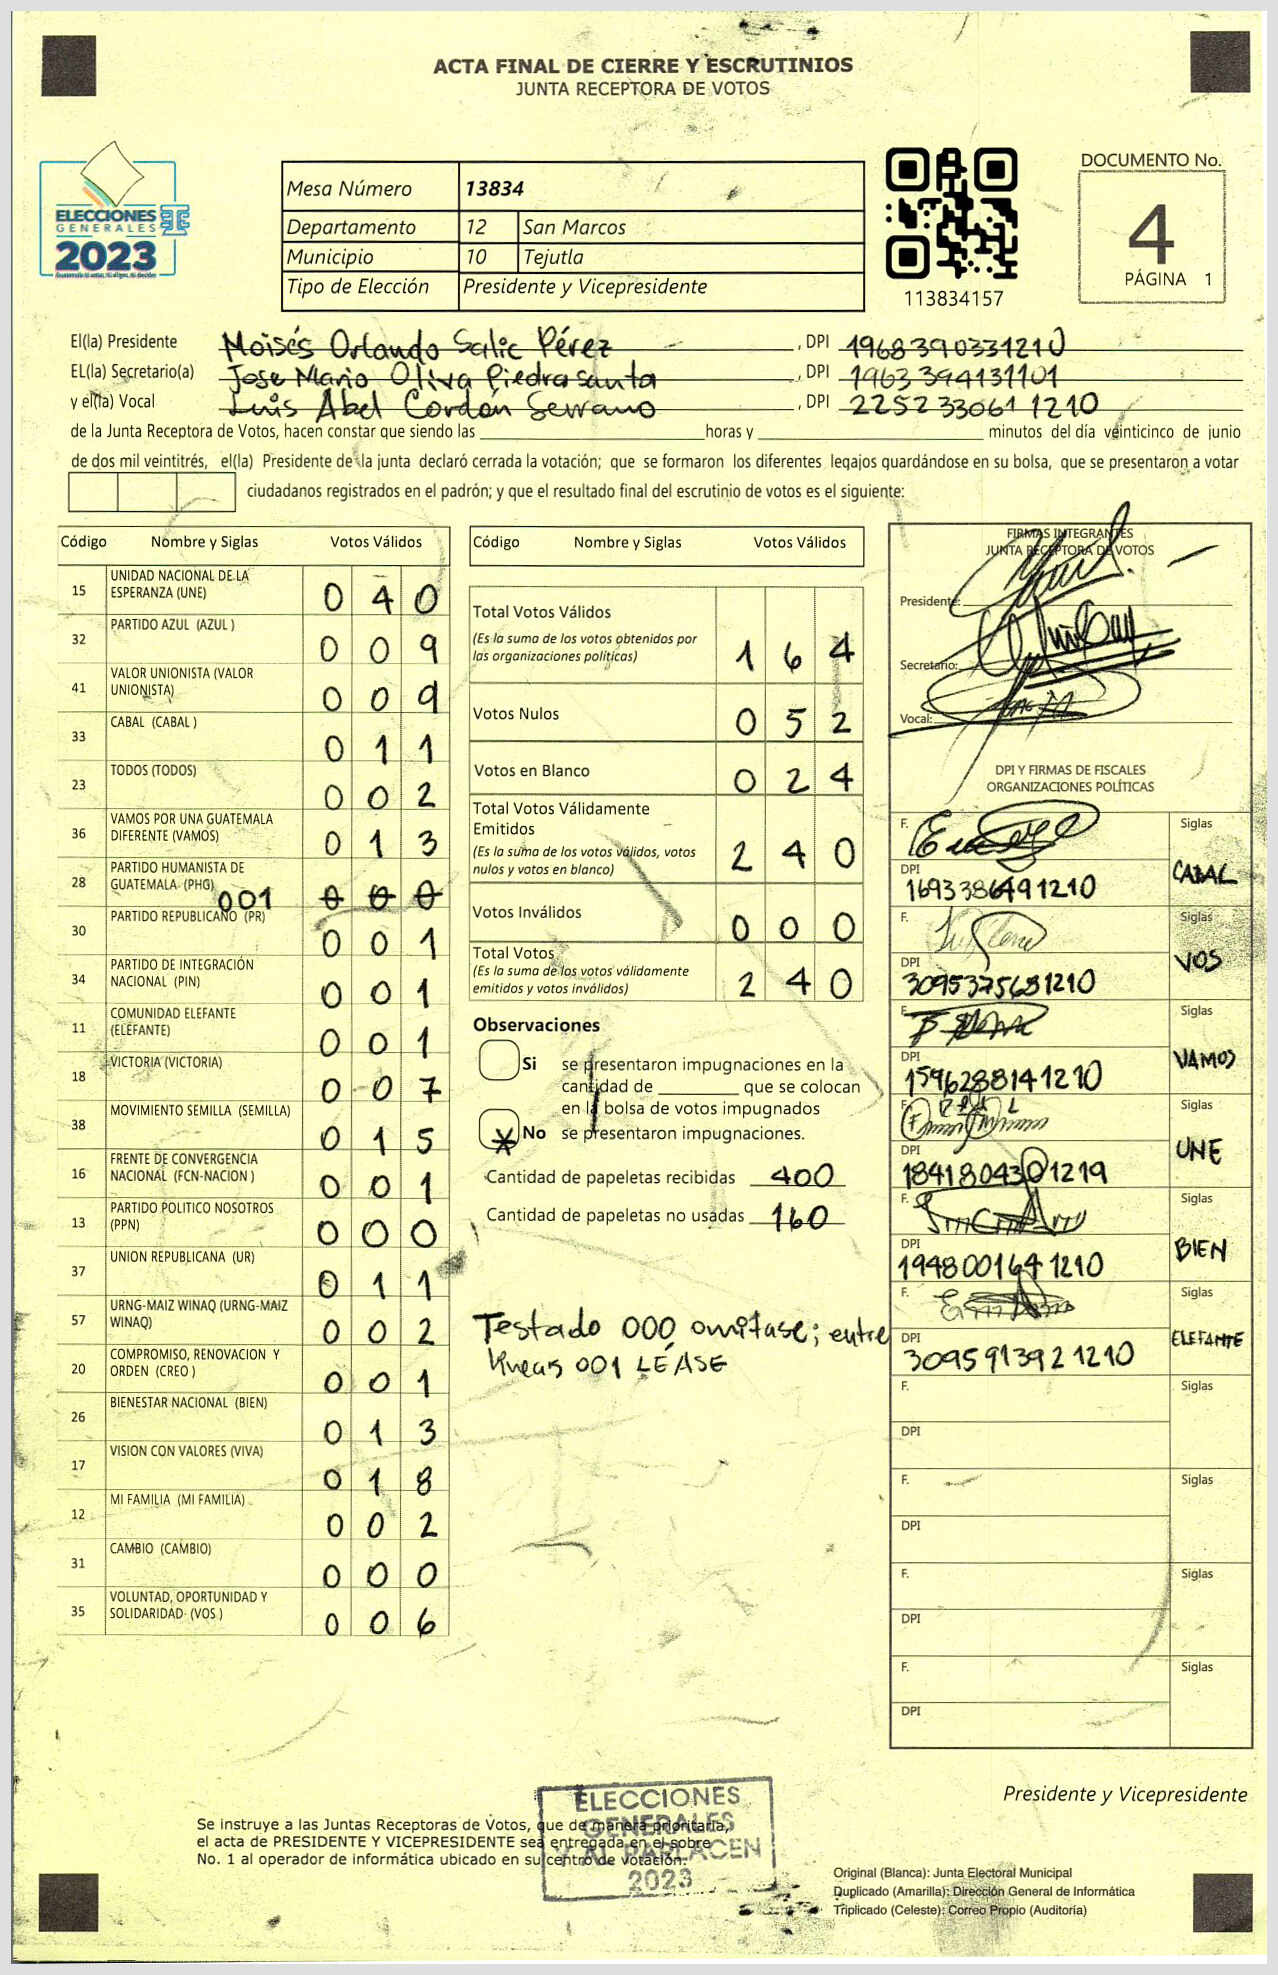 ACTA FINAL DE CIERRE Y ESCRUTINIOS
JUNTA RECEPTORA DE VOTOS
ELECCIONES
GENERALES
2023
Mesa Número 13834
Departamento 12 San Marcos
Municipio 10 Tejutla
Tipo de Elección Presidente y Vicepresidente
113834157
DOCUMENTO No.
4
PÁGINA 1
El(la) Presidente Moisés Orlando Salic Pérez, DPI 1968390331210
EL(la) Secretario(a) Jose Mario Oliva Piedrasanta, DPI 1963394131101
y el(la) Vocal Luis Abel Cordón Serrano, DPI 2252330611210
de la Junta Receptora de Votos, hacen constar que siendo las ____ horas y ____ minutos del día veinticinco de junio
de dos mil veintitrés, el(la) Presidente de la junta declaró cerrada la votación; que se formaron los diferentes legajos guardándose en su bolsa, que se presentaron a votar
ciudadanos registrados en el padrón; y que el resultado final del escrutinio de votos es el siguiente:
Código Nombre y Siglas Votos Válidos
15 UNIDAD NACIONAL DE LA ESPERANZA (UNE) 0 4 0
32 PARTIDO AZUL (AZUL ) 0 0 9
41 VALOR UNIONISTA (VALOR UNIONISTA) 0 0 9
33 CABAL (CABAL ) 0 1 1
23 TODOS (TODOS) 0 0 2
36 VAMOS POR UNA GUATEMALA DIFERENTE (VAMOS) 0 1 3
28 PARTIDO HUMANISTA DE GUATEMALA (PHG) 001 0 0 0
30 PARTIDO REPUBLICANO (PR) 0 0 1
34 PARTIDO DE INTEGRACIÓN NACIONAL (PIN) 0 0 1
11 COMUNIDAD ELEFANTE (ELEFANTE) 0 0 1
18 VICTORIA (VICTORIA) 0 0 7
38 MOVIMIENTO SEMILLA (SEMILLA) 0 1 5
16 FRENTE DE CONVERGENCIA NACIONAL (FCN-NACION ) 0 0 1
13 PARTIDO POLITICO NOSOTROS (PPN) 0 0 0
37 UNION REPUBLICANA (UR) 0 1 1
57 URNG-MAIZ WINAQ (URNG-MAIZ WINAQ) 0 0 2
20 COMPROMISO, RENOVACION Y ORDEN (CREO ) 0 0 1
26 BIENESTAR NACIONAL (BIEN) 0 1 3
17 VISION CON VALORES (VIVA) 0 1 8
12 MI FAMILIA (MI FAMILIA) 0 0 2
31 CAMBIO (CAMBIO) 0 0 0
35 VOLUNTAD, OPORTUNIDAD Y SOLIDARIDAD (VOS ) 0 0 6
Código Nombre y Siglas Votos Válidos
Total Votos Válidos
(Es la suma de los votos obtenidos por
las organizaciones políticas) 1 6 4
Votos Nulos 0 5 2
Votos en Blanco 0 2 4
Total Votos Válidamente
Emitidos
(Es la suma de los votos válidos, votos
nulos y votos en blanco) 2 4 0
Votos Inválidos 0 0 0
Total Votos
(Es la suma de los votos válidamente
emitidos y votos inválidos) 2 4 0
Observaciones
Si se presentaron impugnaciones en la
cantidad de ____ que se colocan
en la bolsa de votos impugnados
No se presentaron impugnaciones.
Cantidad de papeletas recibidas 400
Cantidad de papeletas no usadas 160
Testado 000 omitase; entre
líneas 001 LÉASE
FIRMAS INTEGRANTES
JUNTA RECEPTORA DE VOTOS
Presidente:
Secretario:
Vocal:
DPI Y FIRMAS DE FISCALES
ORGANIZACIONES POLÍTICAS
F. Siglas
DPI 1693386491210 CABAL
F. Siglas
DPI 3095375681210 VOS
F. Siglas
DPI 1596288141210 VAMOS
F. Siglas
DPI 1841804301219 UNE
F. Siglas
DPI 1948001641210 BIEN
F. Siglas
DPI 3095913921210 ELEFANTE
F. Siglas
DPI
F. Siglas
DPI
F. Siglas
DPI
F. Siglas
DPI
Presidente y Vicepresidente
Se instruye a las Juntas Receptoras de Votos, que de manera prioritaria,
el acta de PRESIDENTE Y VICEPRESIDENTE sea entregada en el sobre
No. 1 al operador de informática ubicado en su centro de votación.
ELECCIONES
GENERALES
Y AL PARLACEN
2023
Original (Blanca): Junta Electoral Municipal
Duplicado (Amarilla): Dirección General de Informática
Triplicado (Celeste): Correo Propio (Auditoría)